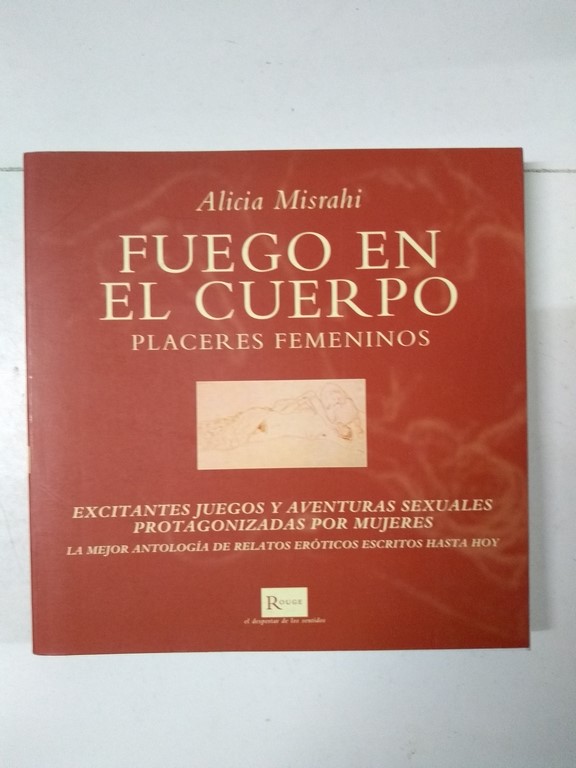 Alicia Misrahi
FUEGO EN
EL CUERPO
PLACERES FEMENINOS
EXCITANTES JUEGOS Y AVENTURAS SEXUALES
PROTAGONIZADAS POR MUJERES
LA MEJOR ANTOLOGÍA DE RELATOS ERÓTICOS ESCRITOS HASTA HOY
ROUGE
el despertar de los sentidos